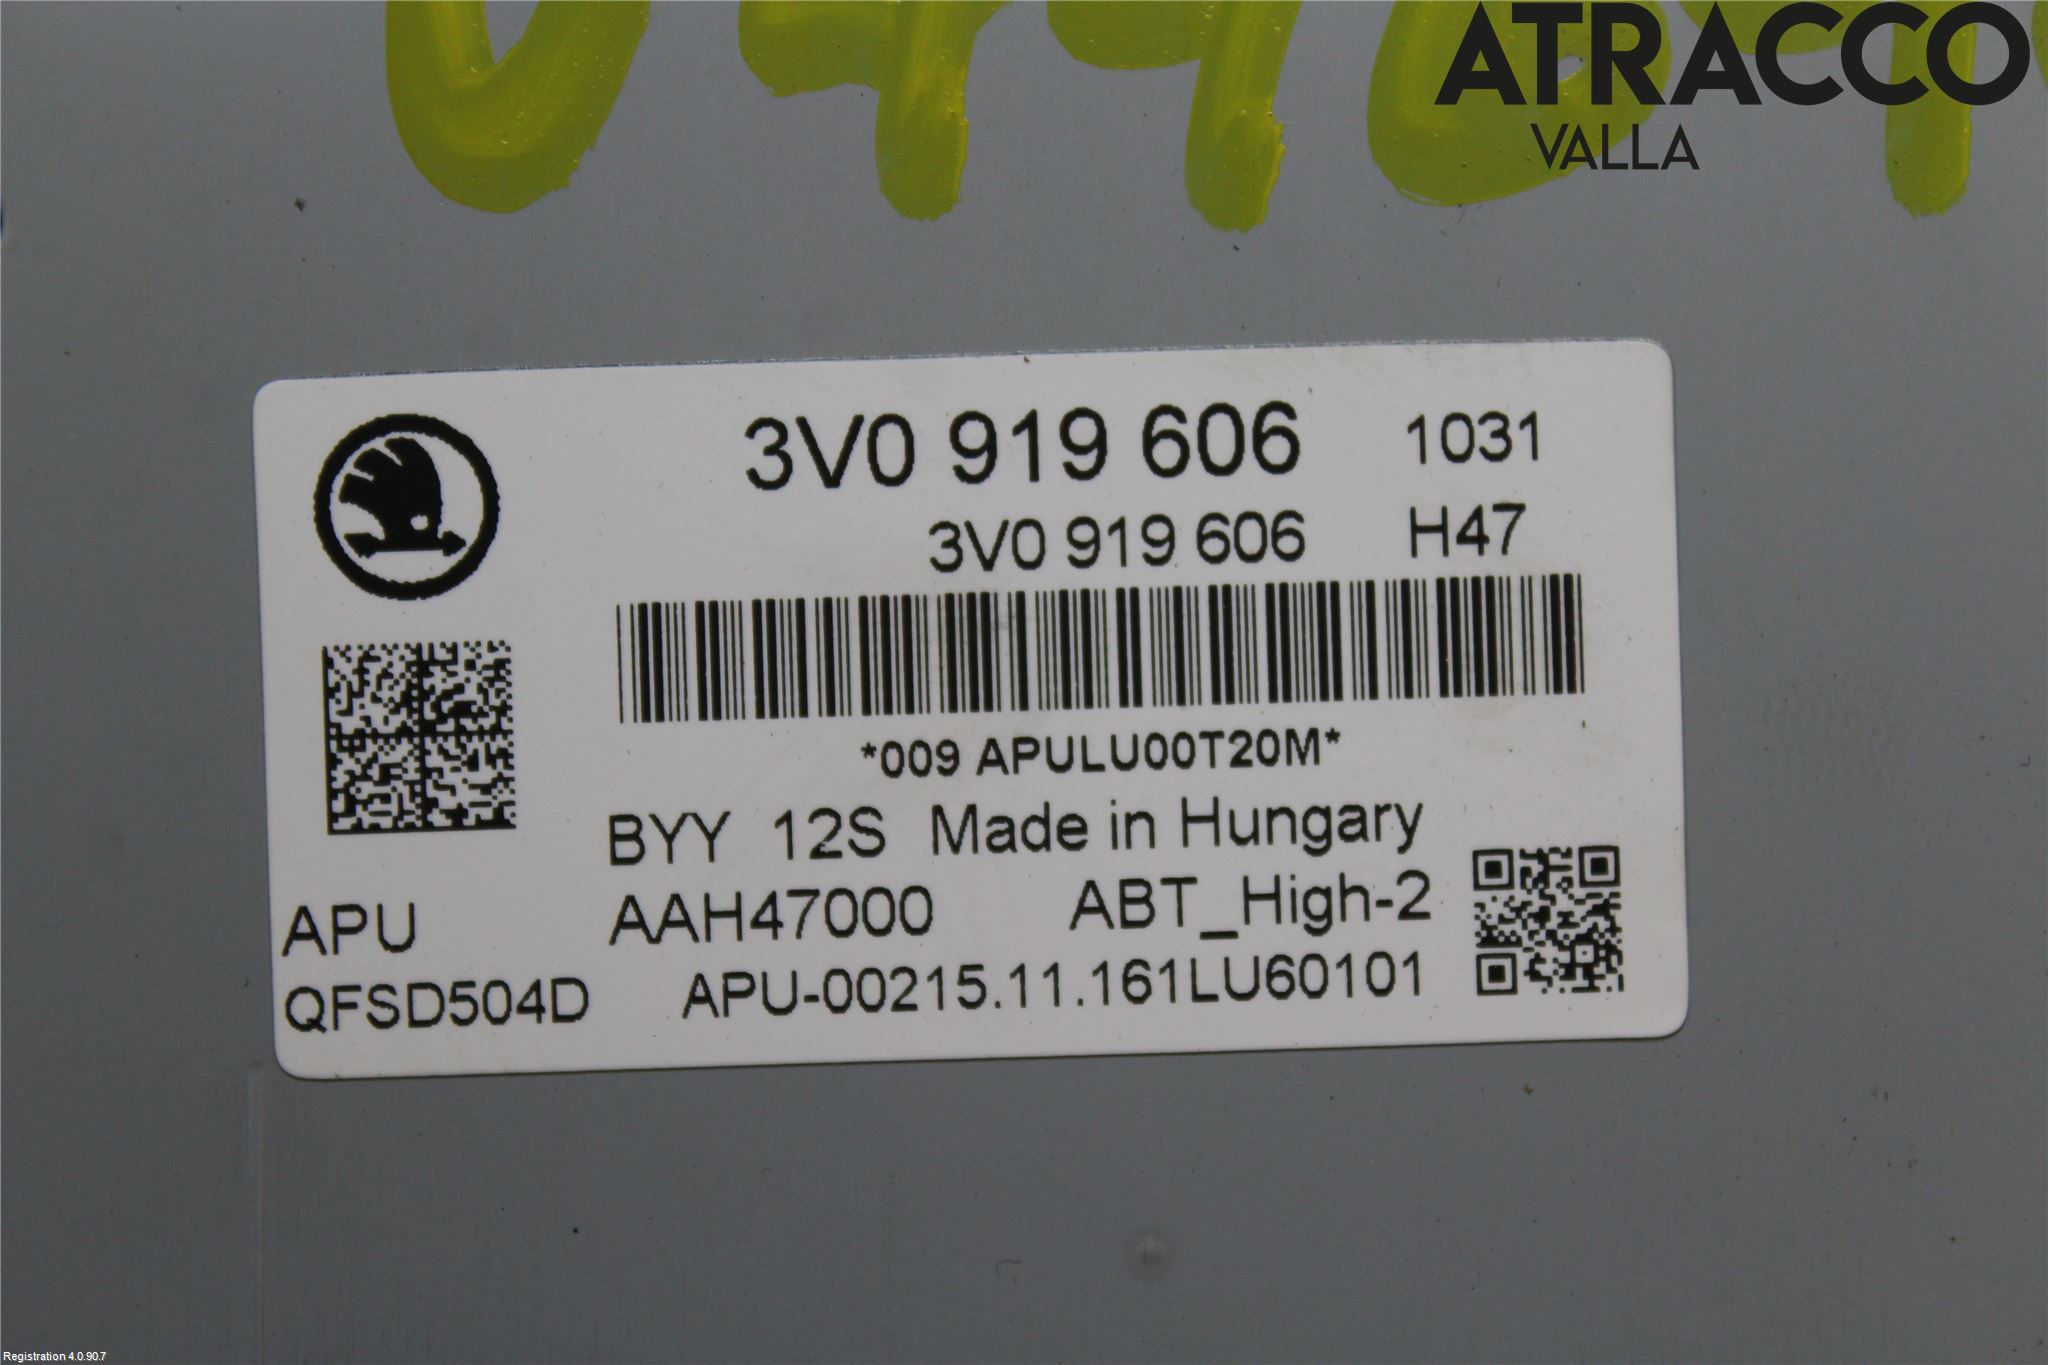 ATRACCO
VALLA
3V0 919 606 1031
3V0 919 606 H47
*009 APULU00T20M*
BYY 12S Made in Hungary
APU AAH47000 ABT_High-2
QFSD504D APU-00215.11.161LU60101
Registration 4.0.90.7